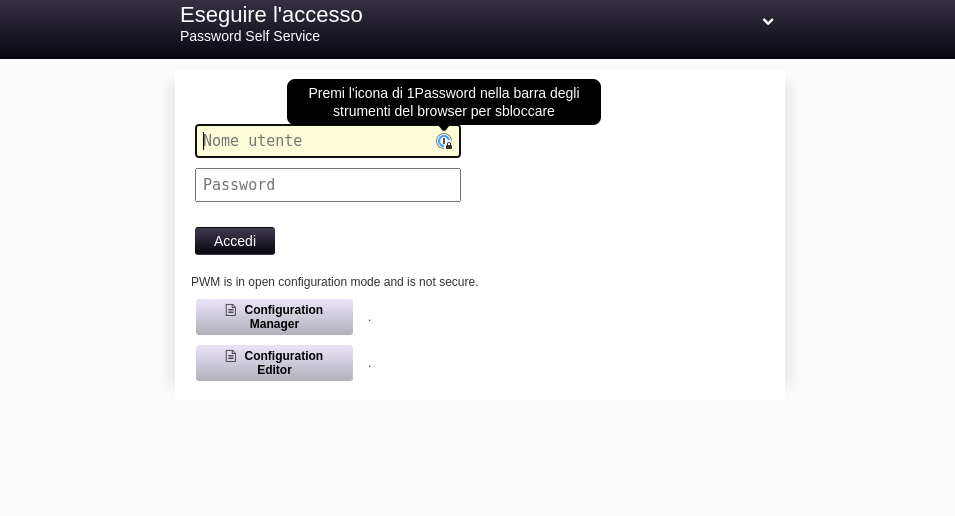 Eseguire l'accesso
Password Self Service
Premi l'icona di 1Password nella barra degli
strumenti del browser per sbloccare
Nome utente
Password
Accedi
PWM is in open configuration mode and is not secure.
Configuration
Manager
.
Configuration
Editor
.